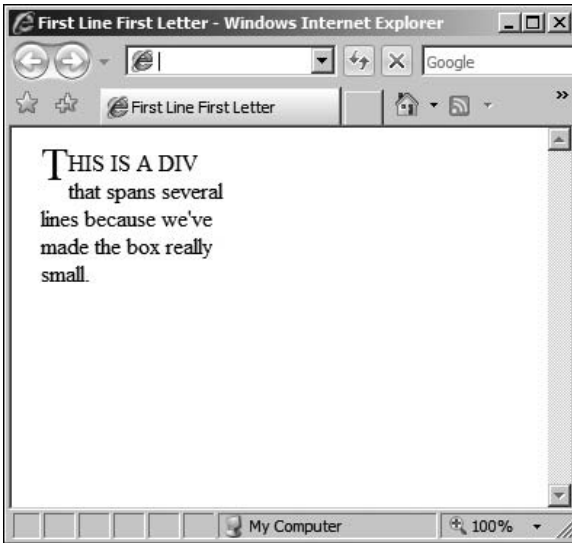 First Line First Letter - Windows Internet Explorer
Google
First Line First Letter
»
THIS IS A DIV
that spans several
lines because we've
made the box really
small.
My Computer
100%